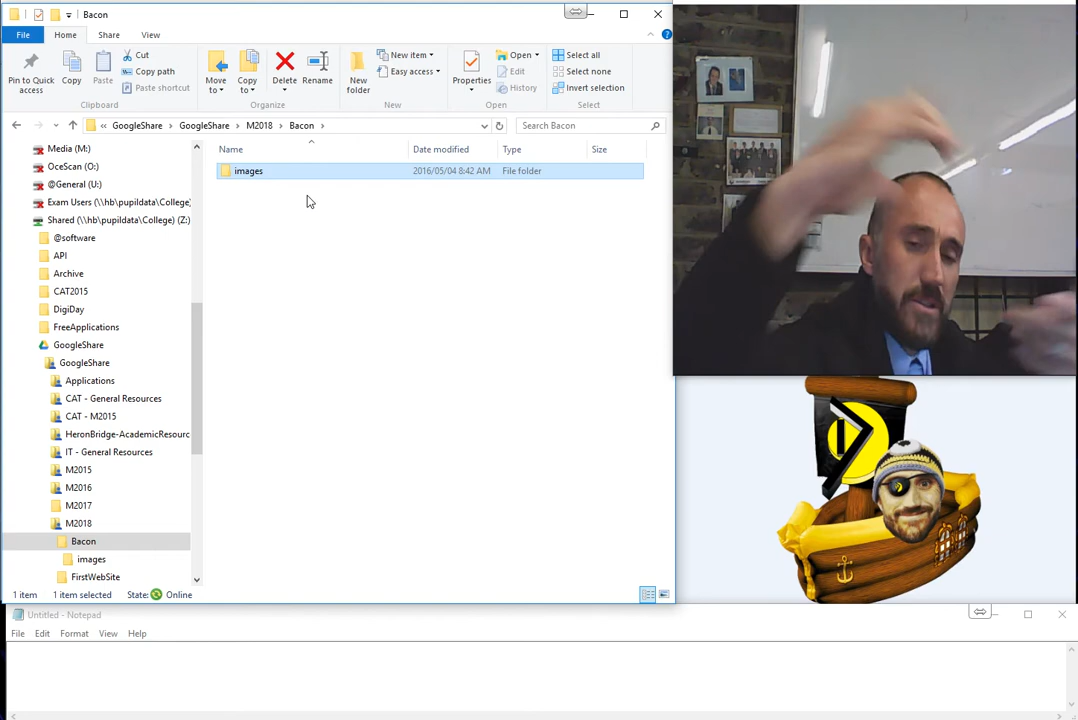 Bacon
File Home Share View
Pin to Quick access
Copy
Paste
Cut
Copy path
Paste shortcut
Clipboard
Move to
Copy to
Delete
Rename
Organize
New folder
New item
Easy access
New
Properties
Open
Edit
History
Open
Select all
Select none
Invert selection
Select
« GoogleShare > GoogleShare > M2018 > Bacon >
Search Bacon
Name Date modified Type Size
images 2016/05/04 8:42 AM File folder
Media (M:)
OceScan (O:)
@General (U:)
Exam Users (\\hb\pupildata\College)
Shared (\\hb\pupildata\College) (Z:)
@software
API
Archive
CAT2015
DigiDay
FreeApplications
GoogleShare
GoogleShare
Applications
CAT - General Resources
CAT - M2015
HeronBridge-AcademicResourc
IT - General Resources
M2015
M2016
M2017
M2018
Bacon
images
FirstWebSite
1 item 1 item selected State: Online
Untitled - Notepad
File Edit Format View Help